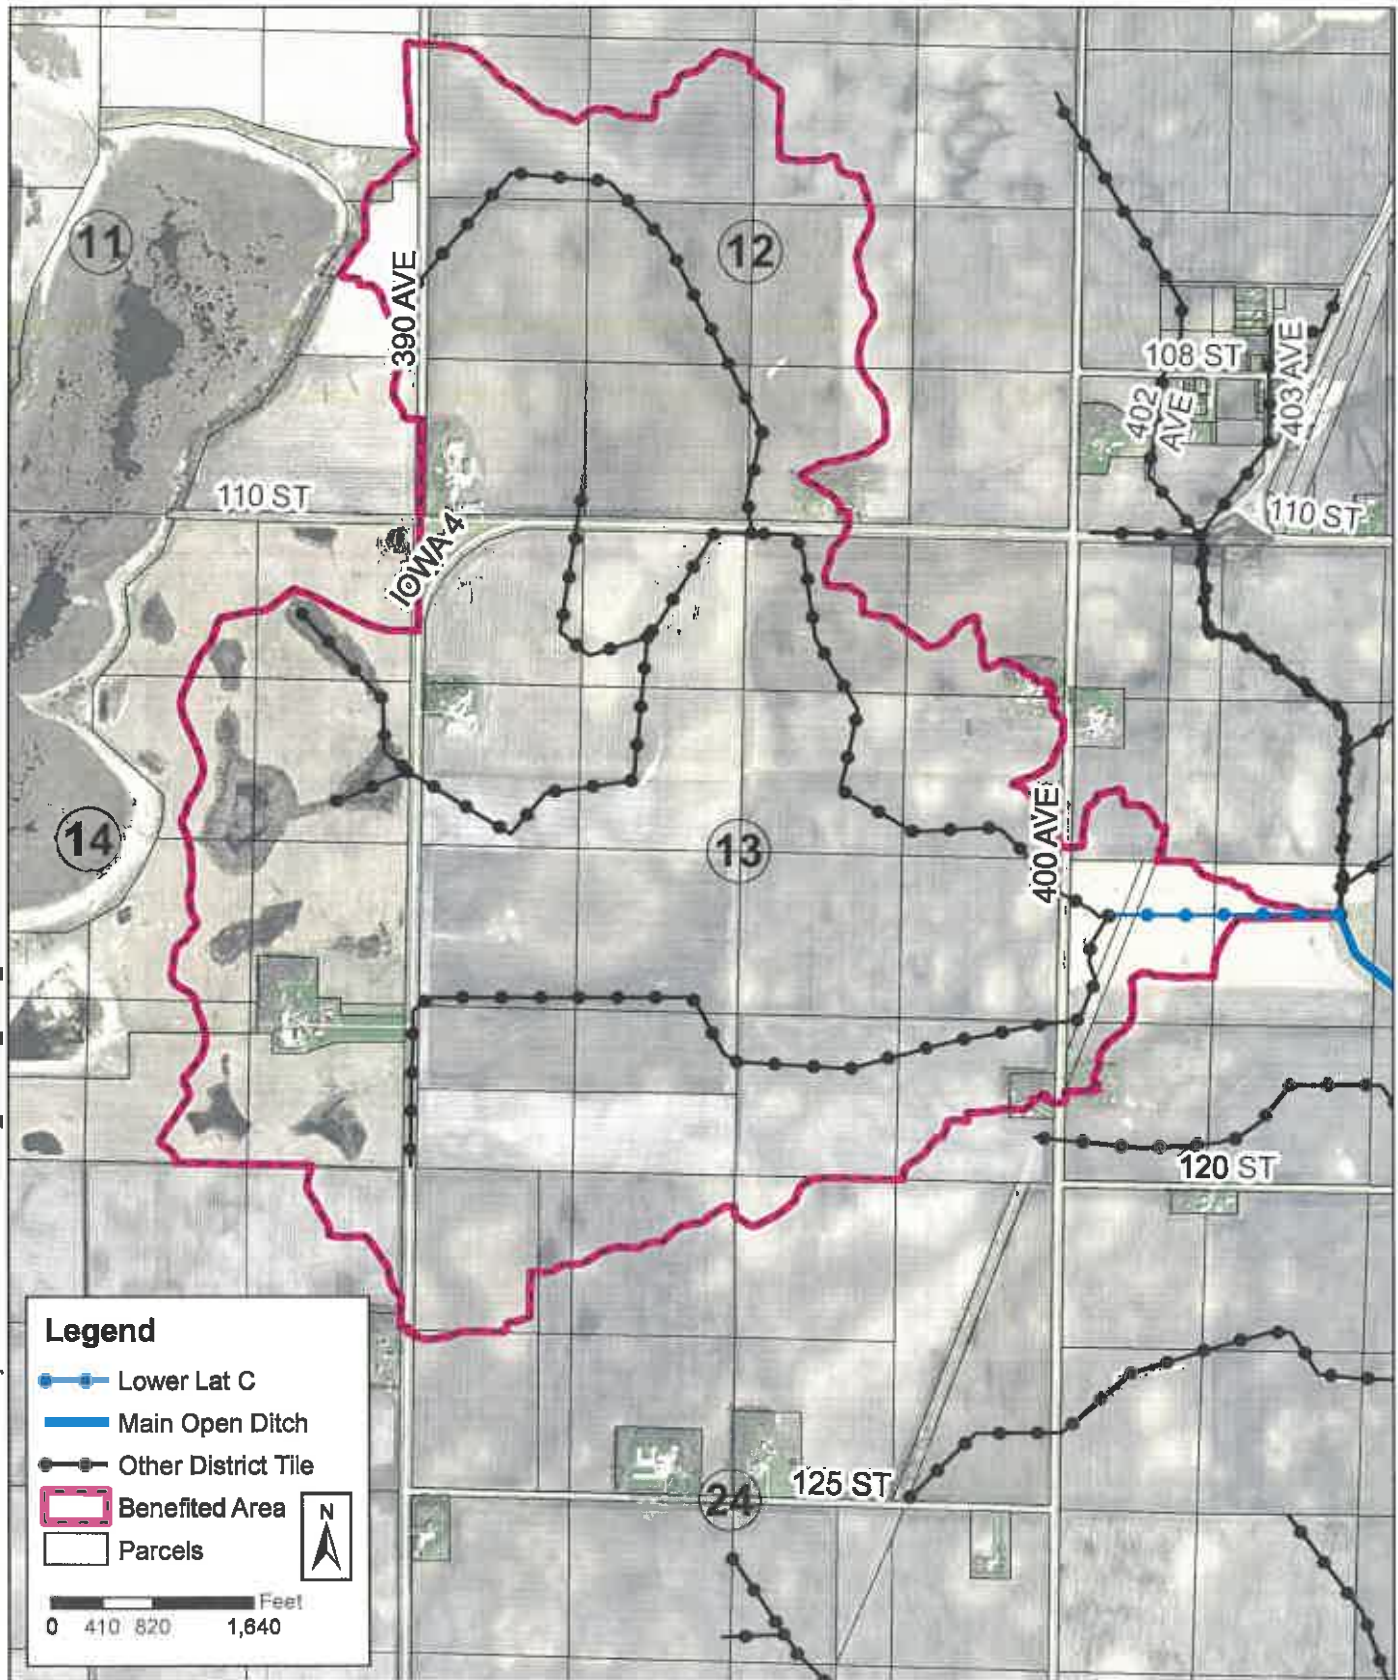 11
12
390 AVE
108 ST
402
AVE
403 AVE
110 ST
110 ST
IOWA 4
14
13
400 AVE
120 ST
Legend
Lower Lat C
Main Open Ditch
Other District Tile
Benefited Area
N
Parcels
Feet
0 410 820 1,640
125 ST
24